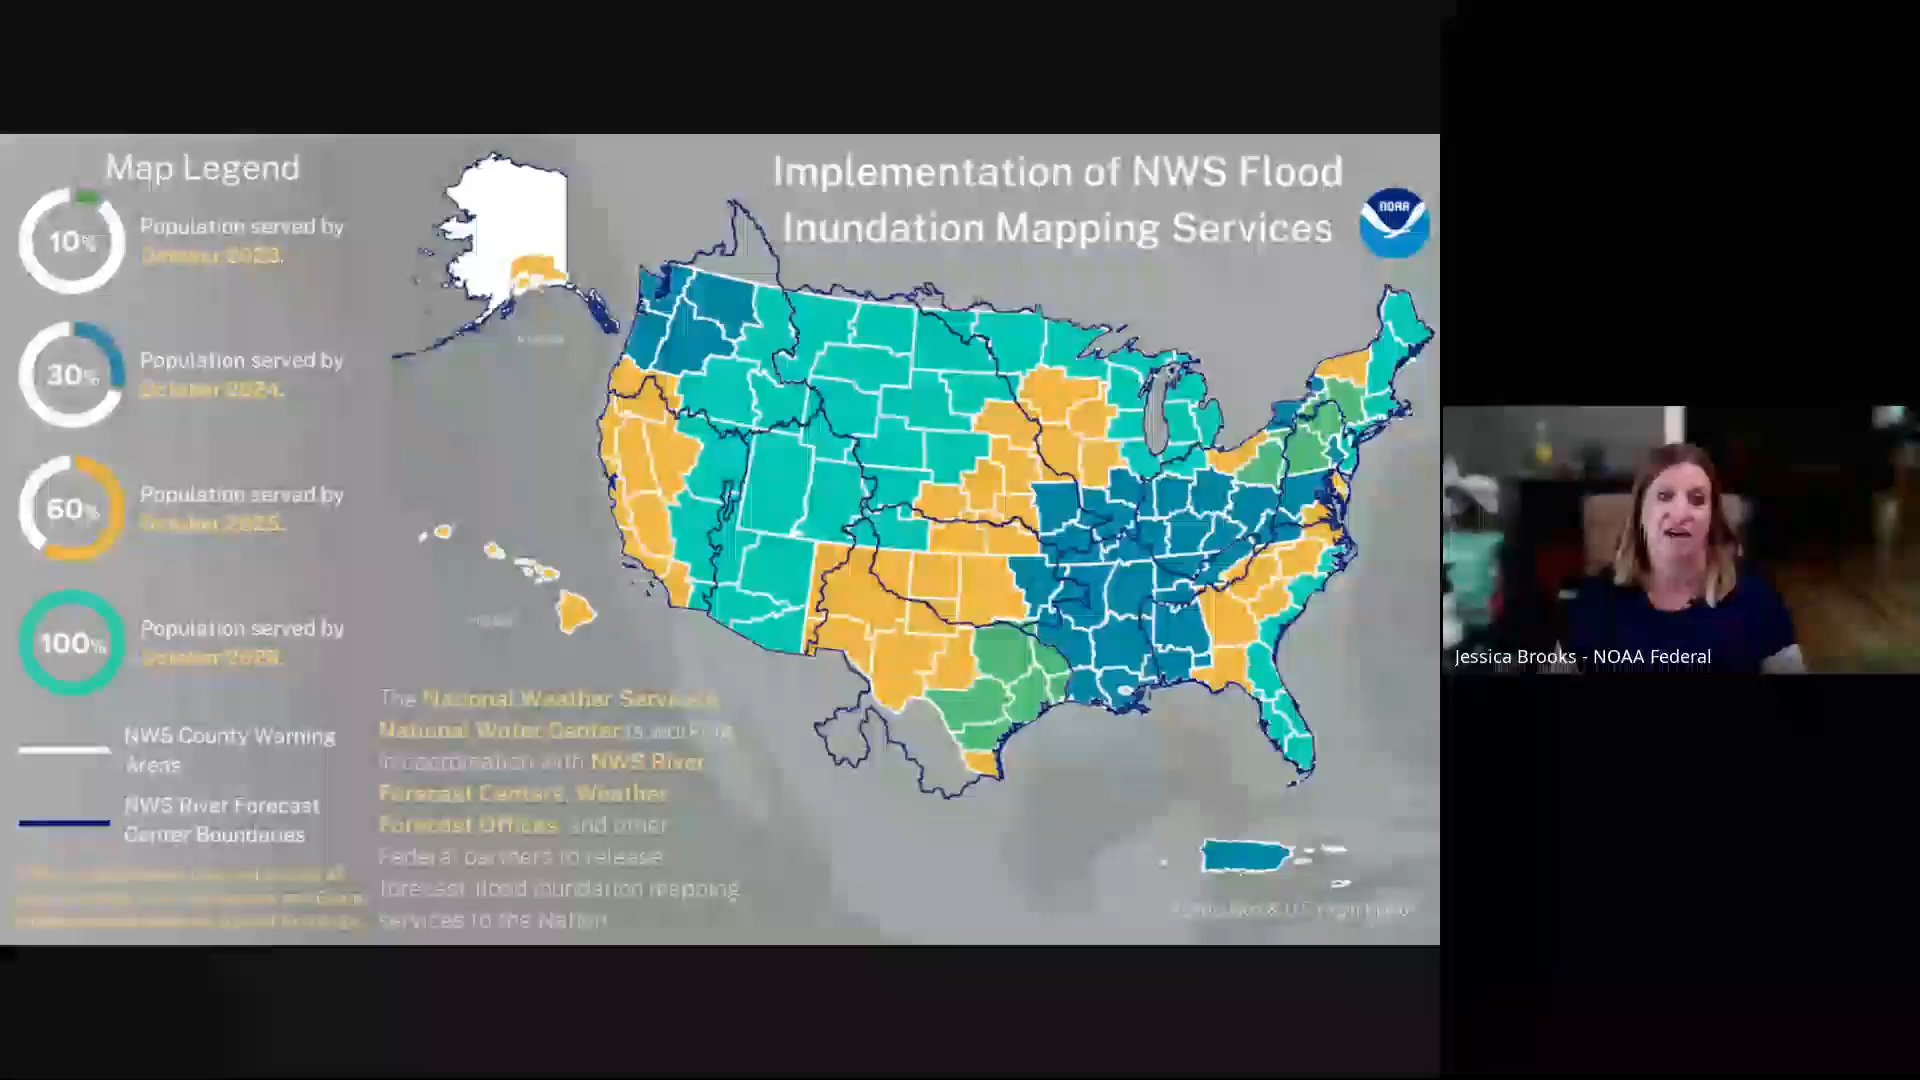 Map Legend
10%
Population served by
October 2023.
30%
Population served by
October 2024.
60%
Population served by
October 2025.
100%
Population served by
October 2026.
NWS County Warning
Areas
NWS River Forecast
Center Boundaries
Implementation of NWS Flood
Inundation Mapping Services
NOAA
The National Weather Service's
National Water Center is working
in coordination with NWS River
Forecast Centers, Weather
Forecast Offices, and other
Federal partners to release
forecast flood inundation mapping
services to the Nation
Jessica Brooks - NOAA Federal